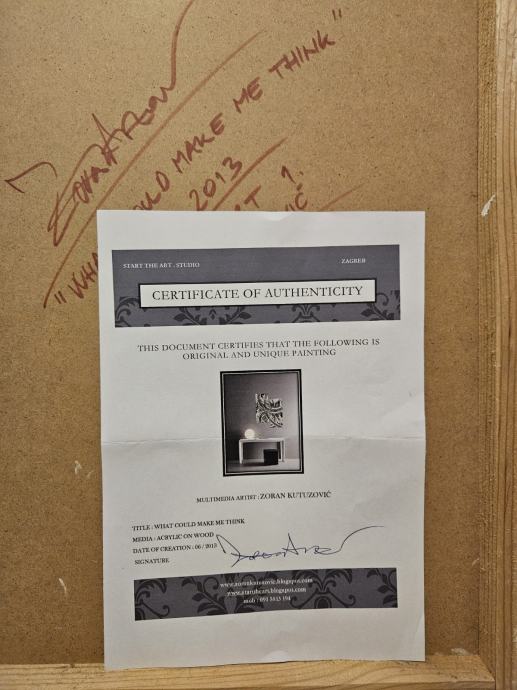 "WHA OULD MAKE ME THINK"
2013
START THE ART . STUDIO
ZAGREB
CERTIFICATE OF AUTHENTICITY
THIS DOCUMENT CERTIFIES THAT THE FOLLOWING IS
ORIGINAL AND UNIQUE PAINTING
MULTIMEDIA ARTIST : ZORAN KUTUZOVIĆ
TITLE : WHAT COULD MAKE ME THINK
MEDIA : ACRYLIC ON WOOD
DATE OF CREATION : 06 / 2013
SIGNATURE